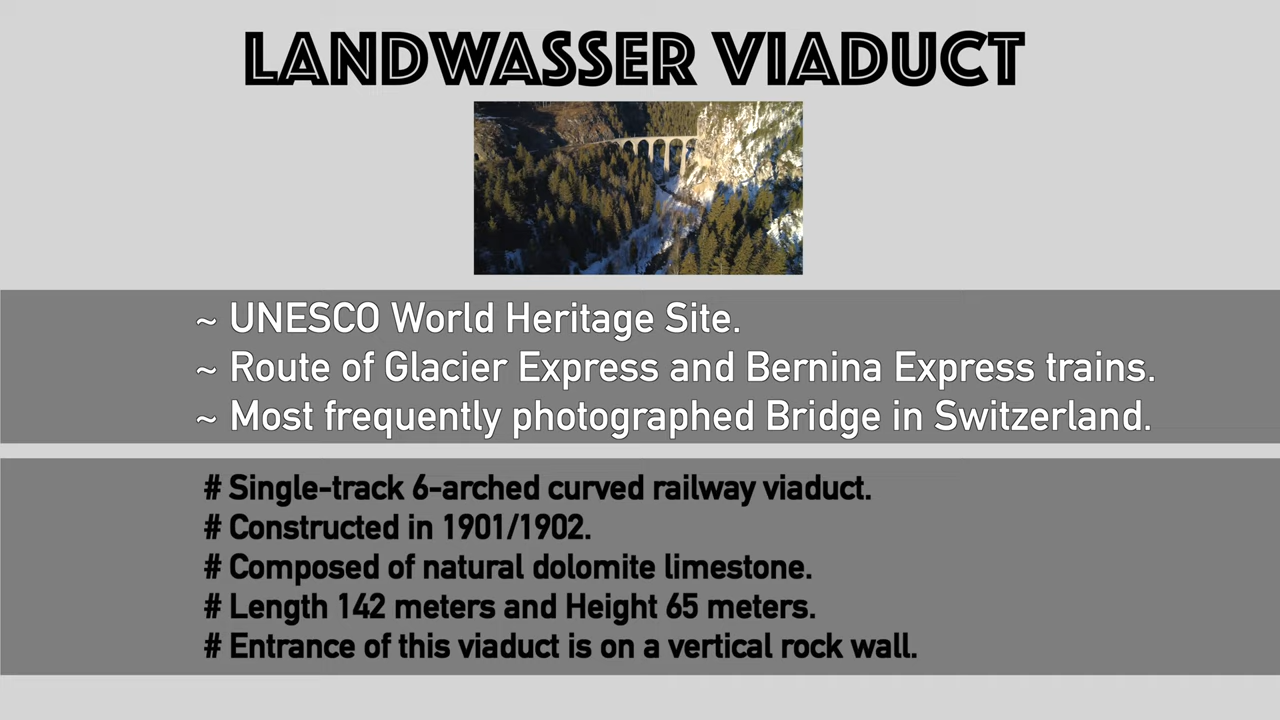 LANDWASSER VIADUCT
~ UNESCO World Heritage Site.
~ Route of Glacier Express and Bernina Express trains.
~ Most frequently photographed Bridge in Switzerland.
# Single-track 6-arched curved railway viaduct.
# Constructed in 1901/1902.
# Composed of natural dolomite limestone.
# Length 142 meters and Height 65 meters.
# Entrance of this viaduct is on a vertical rock wall.